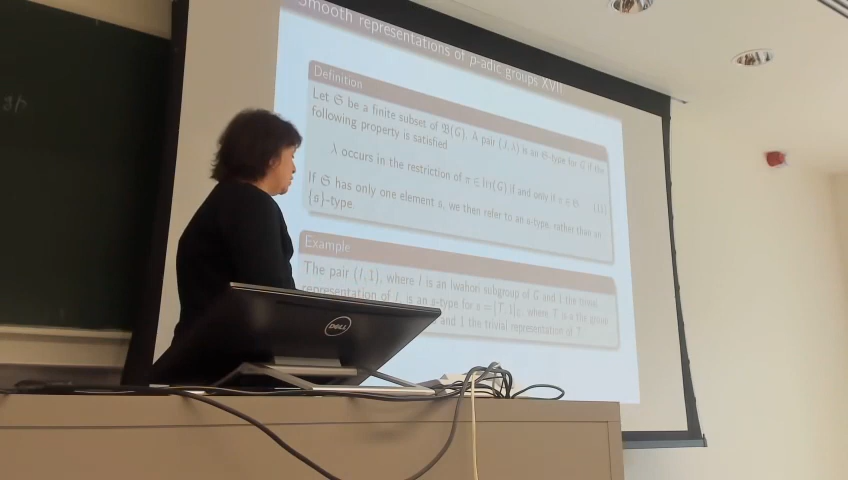 Smooth representations of p-adic groups XVII
Definition
Let 𝔖 be a finite subset of 𝔅(G). A pair (J, λ) is an 𝔖-type for G if the
following property is satisfied
λ occurs in the restriction of π ∈ Irr(G) if and only if π ∈ 𝔖 (1)
If 𝔖 has only one element s, we then refer to an s-type, rather than an
{s}-type
Example
The pair (I, 1), where I is an Iwahori subgroup of G and 1 the trivial
representation of I, is an s-type for s = [T, 1]G, where T is a the group
and 1 the trivial representation of T.
DELL